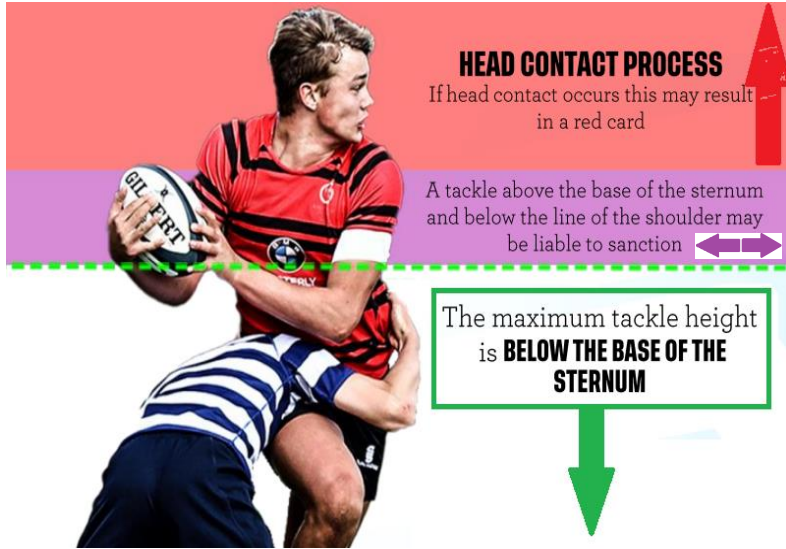 HEAD CONTACT PROCESS
If head contact occurs this may result
in a red card
A tackle above the base of the sternum
and below the line of the shoulder may
be liable to sanction
The maximum tackle height
is BELOW THE BASE OF THE
STERNUM
GILBERT